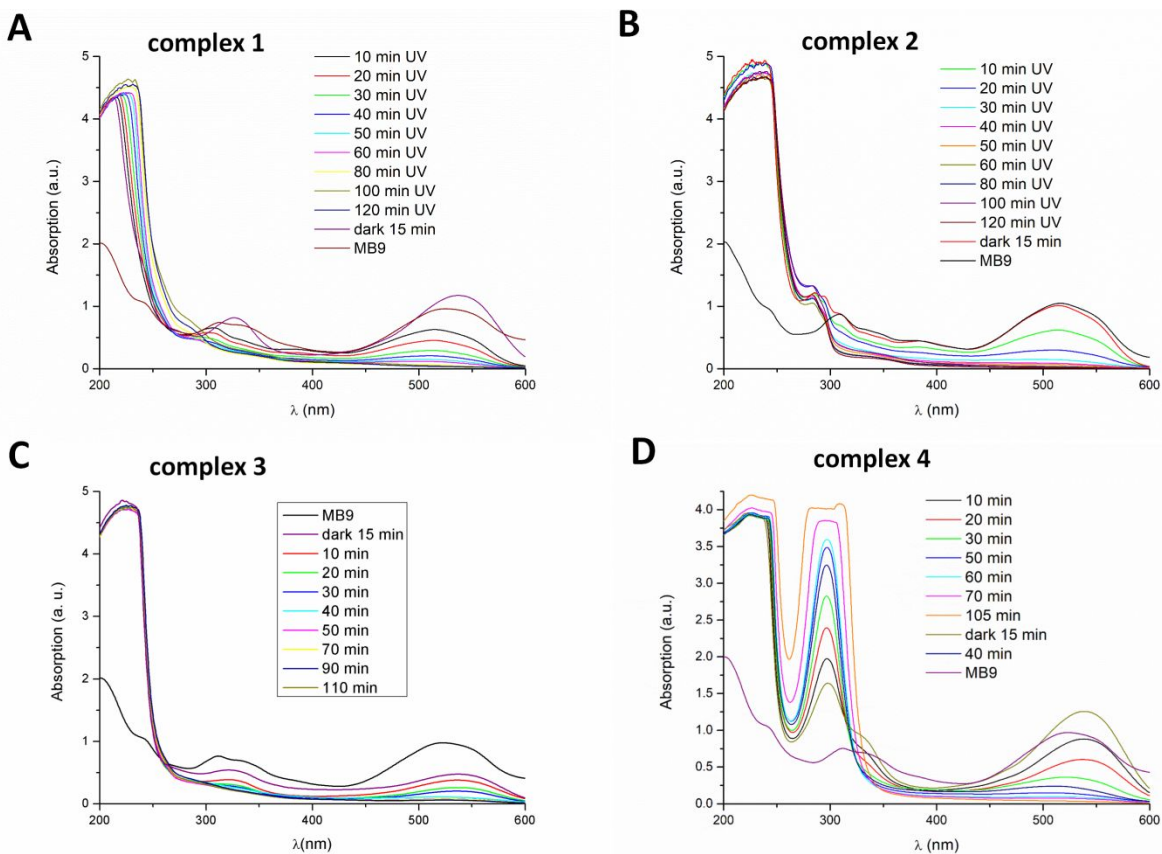 A
complex 1
10 min UV
20 min UV
30 min UV
40 min UV
50 min UV
60 min UV
80 min UV
100 min UV
120 min UV
dark 15 min
MB9
Absorption (a.u.)
5
4
3
2
1
0
200
300
400
500
600
λ (nm)
B
complex 2
10 min UV
20 min UV
30 min UV
40 min UV
50 min UV
60 min UV
80 min UV
100 min UV
120 min UV
dark 15 min
MB9
Absorption (a.u.)
5
4
3
2
1
0
200
300
400
500
600
λ (nm)
C
complex 3
MB9
dark 15 min
10 min
20 min
30 min
40 min
50 min
70 min
90 min
110 min
Absorption (a. u.)
5
4
3
2
1
0
200
300
400
500
600
λ(nm)
D
complex 4
10 min
20 min
30 min
50 min
60 min
70 min
105 min
dark 15 min
40 min
MB9
Absorption (a.u.)
4.0
3.5
3.0
2.5
2.0
1.5
1.0
0.5
0.0
200
300
400
500
600
λ (nm)